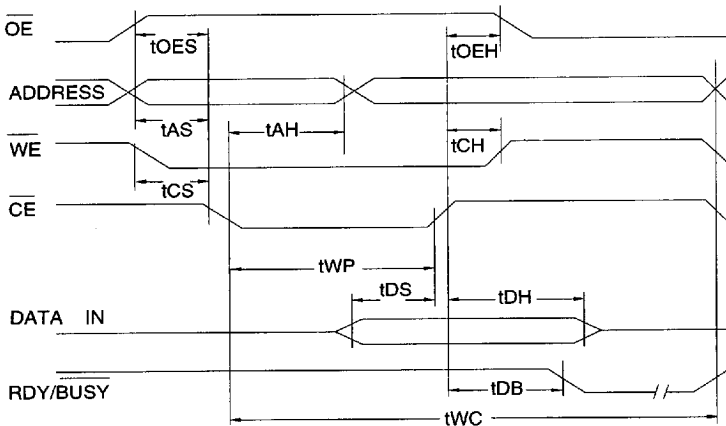 OE
tOES
tOEH
ADDRESS
tAS
tAH
tCH
WE
tCS
CE
tWP
tDS
tDH
DATA IN
RDY/BUSY
tDB
tWC